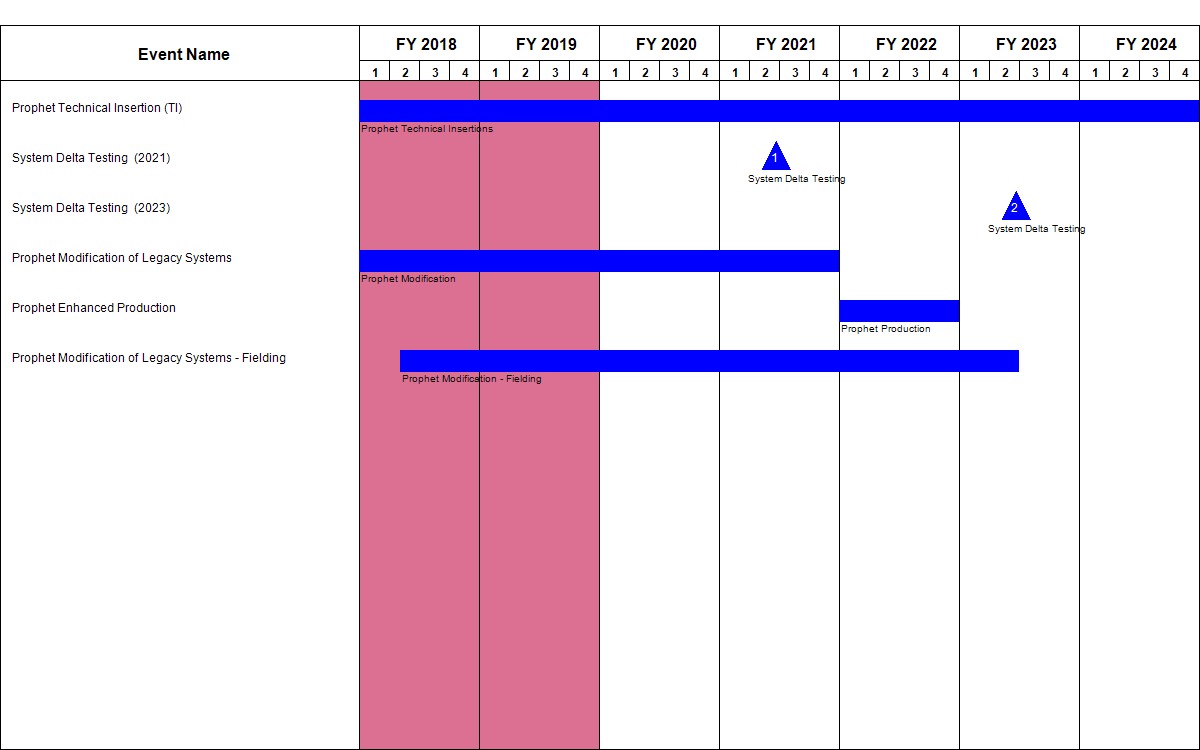 Event Name
FY 2018 FY 2019 FY 2020 FY 2021 FY 2022 FY 2023 FY 2024
1 2 3 4 1 2 3 4 1 2 3 4 1 2 3 4 1 2 3 4 1 2 3 4 1 2 3 4
Prophet Technical Insertion (TI)
Prophet Technical Insertions
System Delta Testing (2021)
1
System Delta Testing
System Delta Testing (2023)
2
System Delta Testing
Prophet Modification of Legacy Systems
Prophet Modification
Prophet Enhanced Production
Prophet Production
Prophet Modification of Legacy Systems - Fielding
Prophet Modification - Fielding